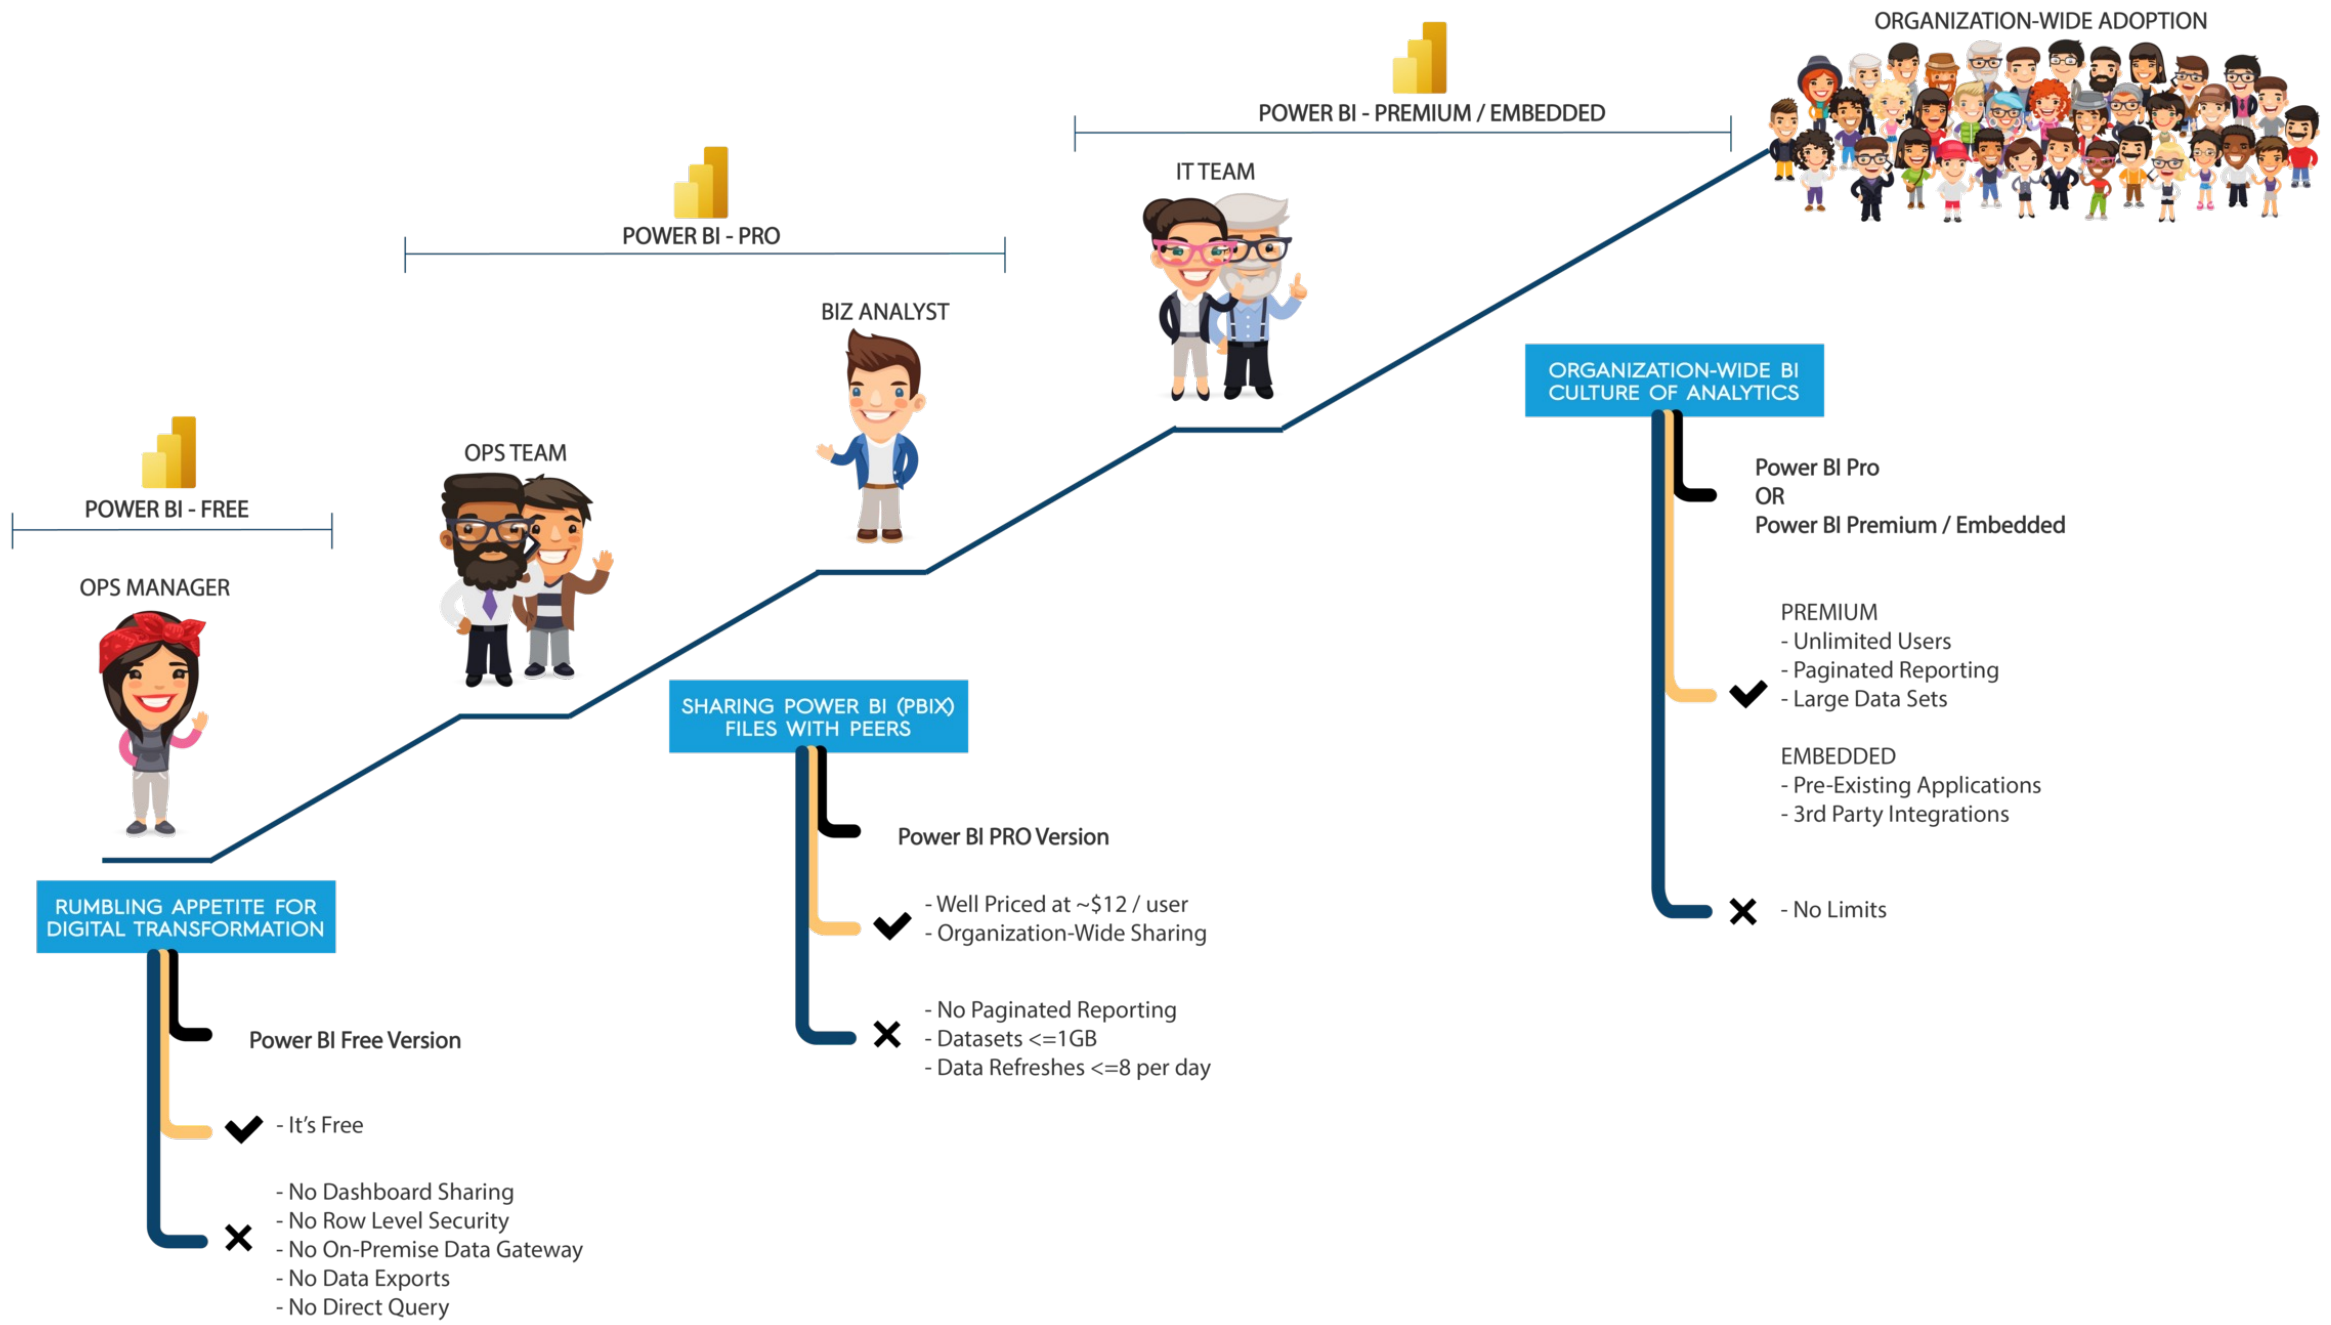 ORGANIZATION-WIDE ADOPTION
POWER BI - PREMIUM / EMBEDDED
IT TEAM
POWER BI - PRO
BIZ ANALYST
OPS TEAM
POWER BI - FREE
OPS MANAGER
RUMBLING APPETITE FOR
DIGITAL TRANSFORMATION
Power BI Free Version
- It's Free
- No Dashboard Sharing
- No Row Level Security
- No On-Premise Data Gateway
- No Data Exports
- No Direct Query
SHARING POWER BI (PBIX)
FILES WITH PEERS
Power BI PRO Version
- Well Priced at ~$12 / user
- Organization-Wide Sharing
- No Paginated Reporting
- Datasets <=1GB
- Data Refreshes <=8 per day
ORGANIZATION-WIDE BI
CULTURE OF ANALYTICS
Power BI Pro
OR
Power BI Premium / Embedded
PREMIUM
- Unlimited Users
- Paginated Reporting
- Large Data Sets
EMBEDDED
- Pre-Existing Applications
- 3rd Party Integrations
- No Limits